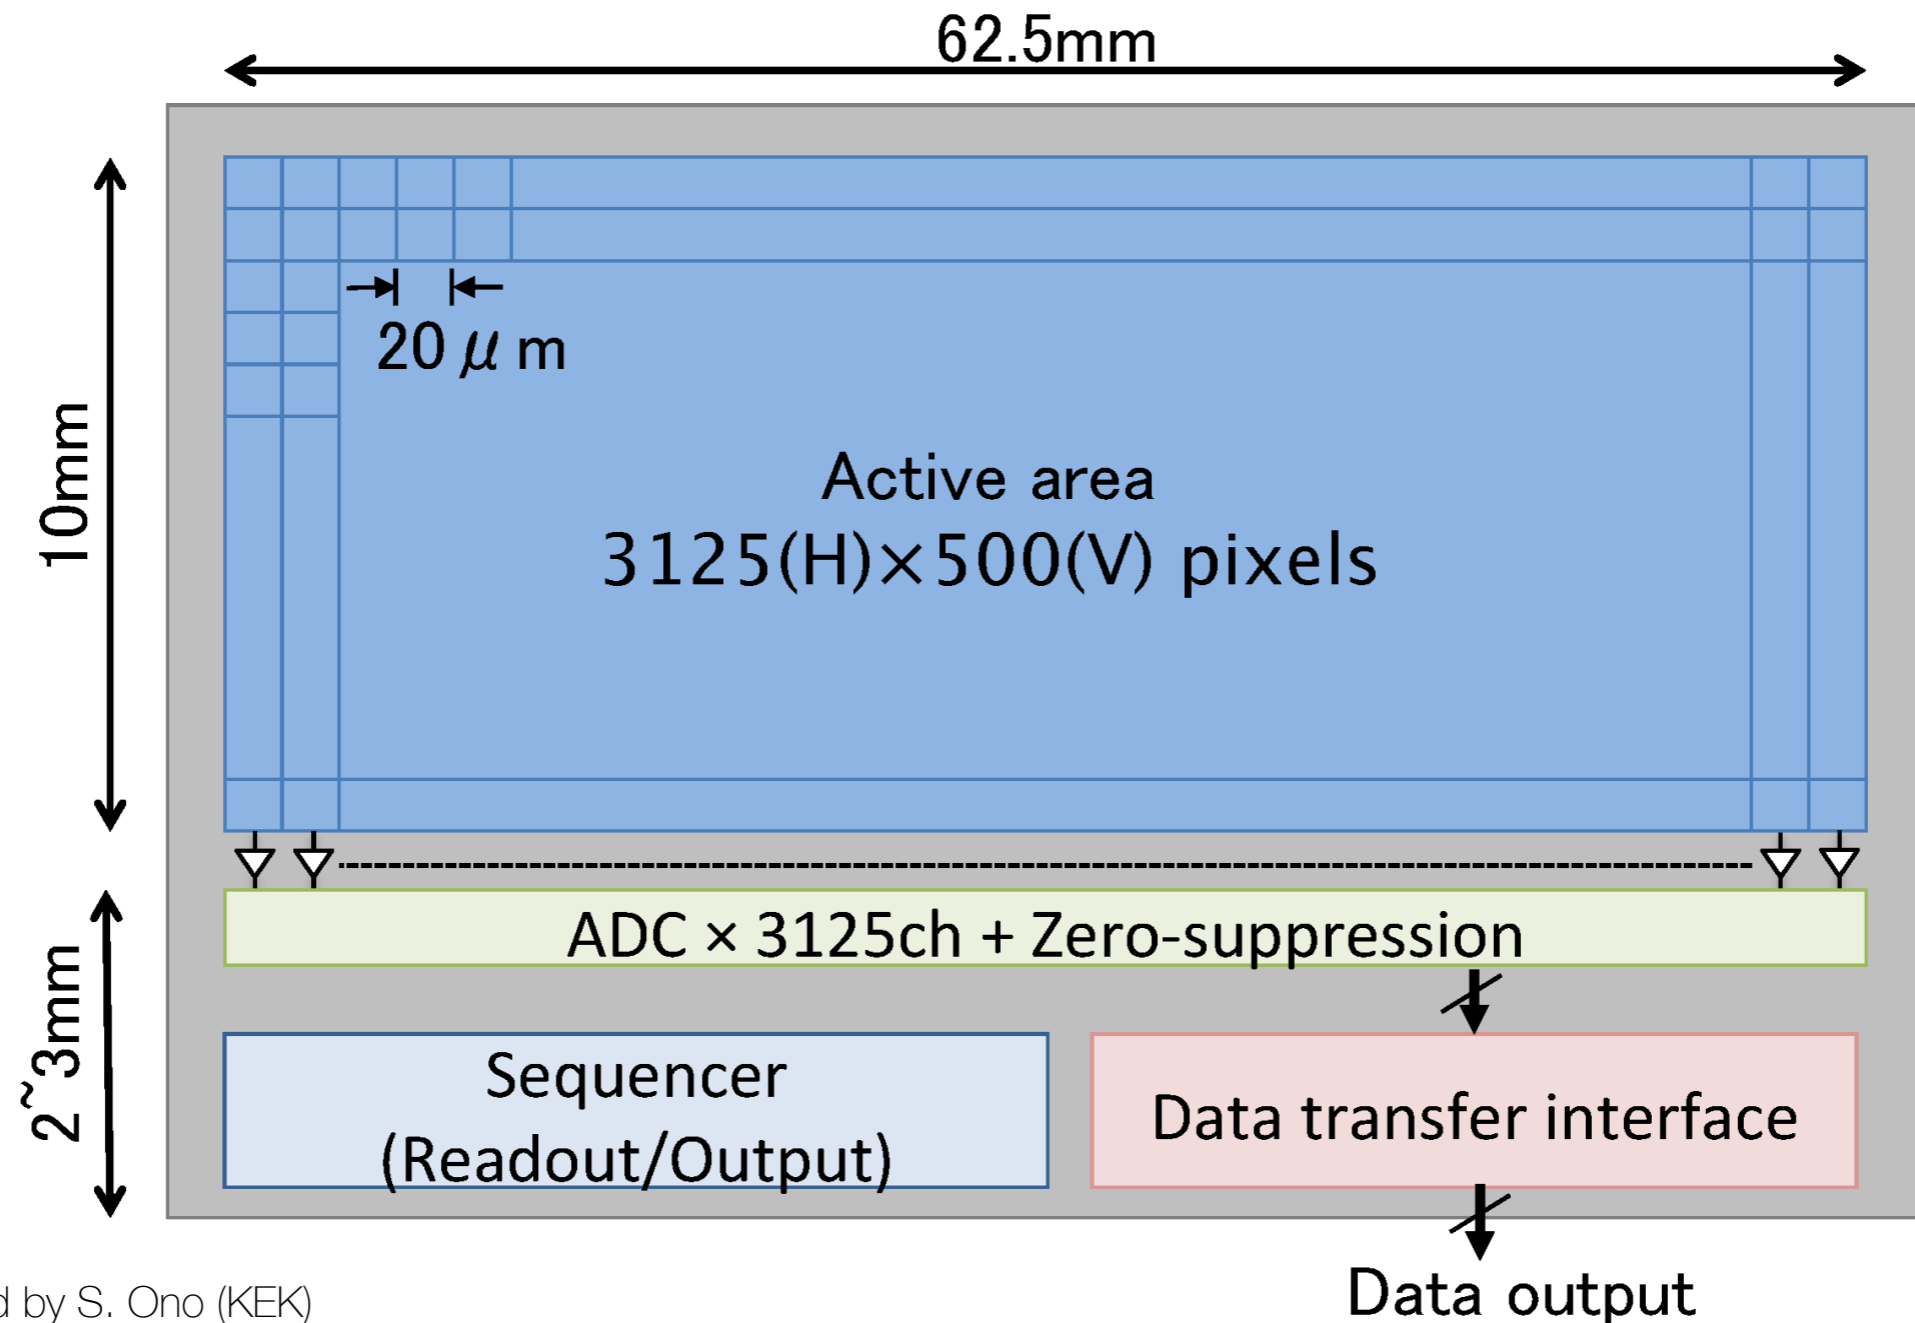 62.5mm
10mm
20μm
Active area
3125(H)×500(V) pixels
2~3mm
ADC × 3125ch + Zero-suppression
Sequencer
(Readout/Output)
Data transfer interface
Data output
by S. Ono (KEK)